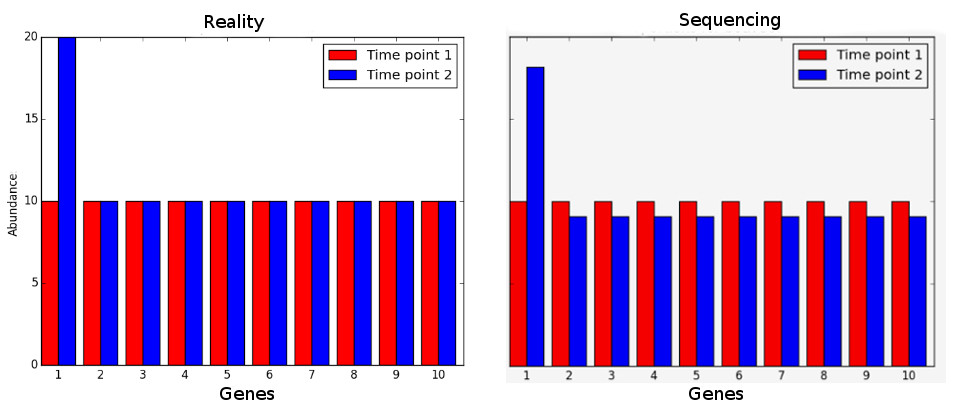 Reality
20
15
10
5
0
Abundance
Time point 1
Time point 2
1 2 3 4 5 6 7 8 9 10
Genes
Sequencing
Time point 1
Time point 2
1 2 3 4 5 6 7 8 9 10
Genes